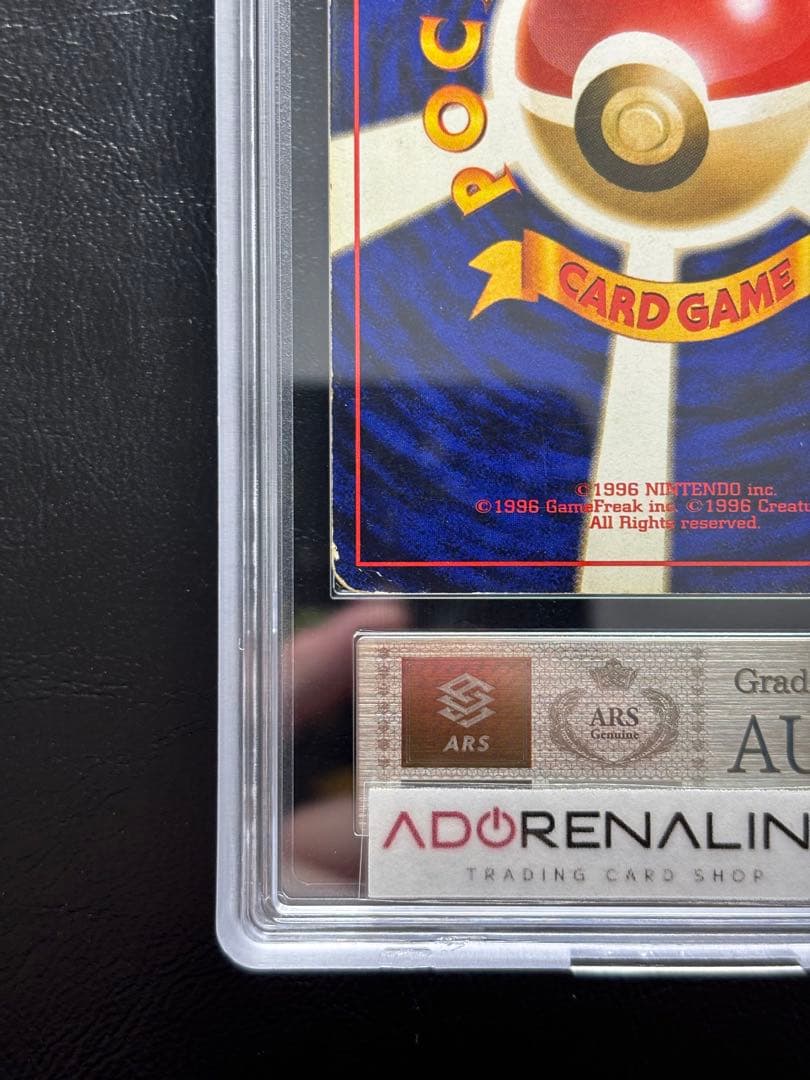 POC
CARD GAME
©1996 NINTENDO inc.
©1996 GameFreak inc. ©1996 Creatu
All Rights reserved.
ARS
ARS
Genuine
Grad
AU
ADORENALIN
TRADING CARD SHOP